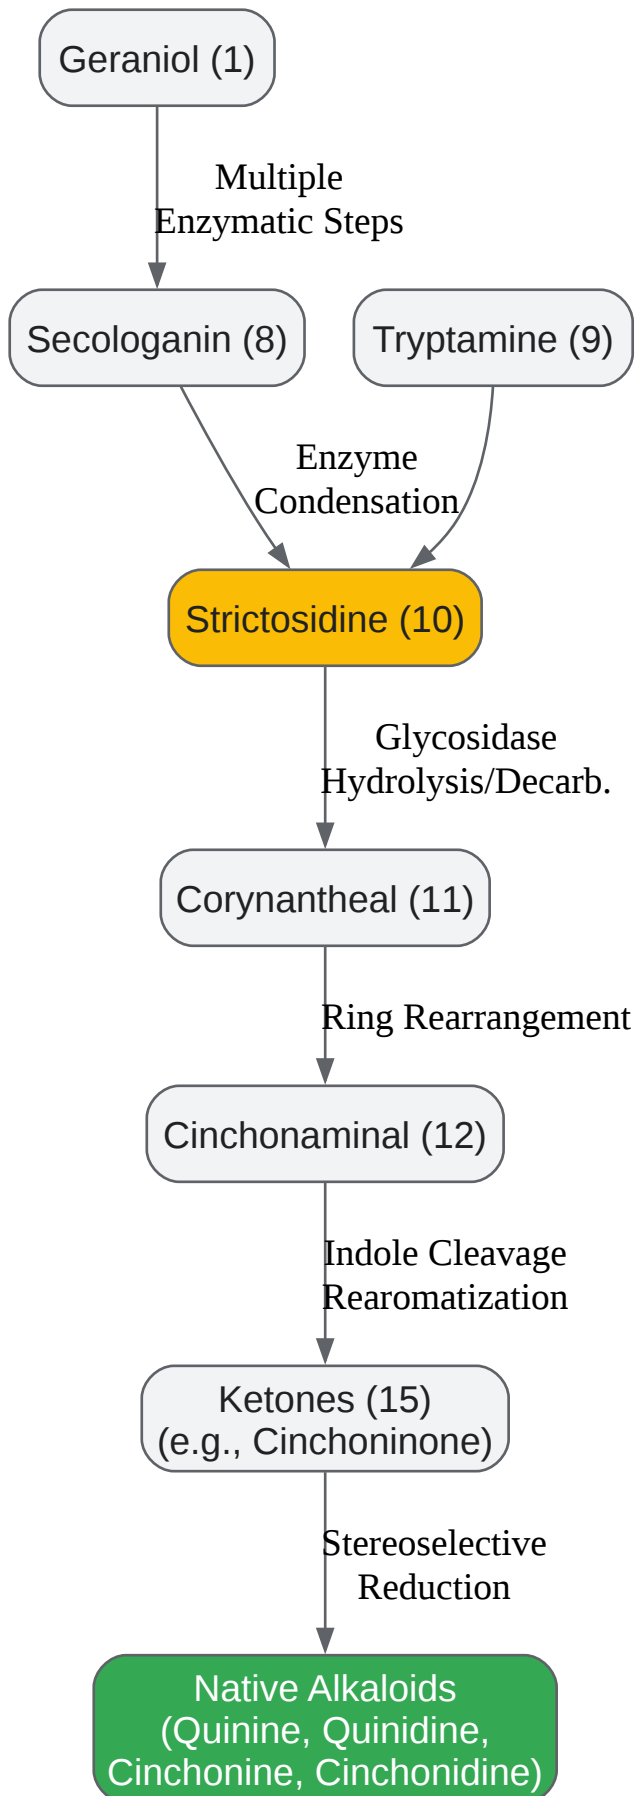 Geraniol (1)
Multiple
Enzymatic Steps
Secologanin (8)
Tryptamine (9)
Enzyme
Condensation
Strictosidine (10)
Glycosidase
Hydrolysis/Decarb.
Corynantheal (11)
Ring Rearrangement
Cinchonaminal (12)
Indole Cleavage
Rearomatization
Ketones (15)
(e.g., Cinchoninone)
Stereoselective
Reduction
Native Alkaloids
(Quinine, Quinidine,
Cinchonine, Cinchonidine)